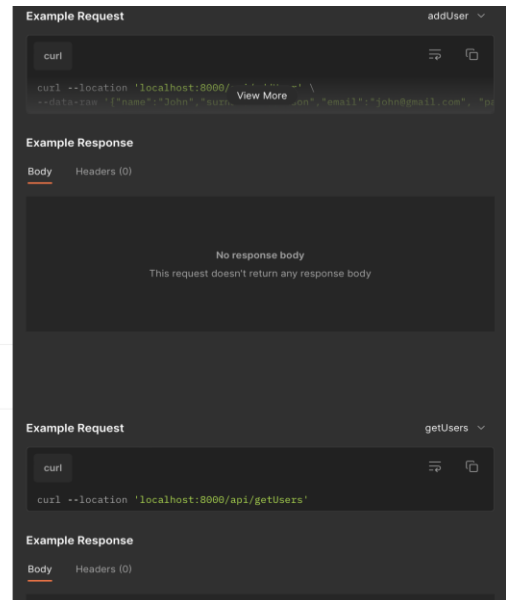 Example Request
addUser
curl
curl --location 'localhost:8000/ \
View More
--data-raw '{"name":"John","surn on","email":"john@gmail.com", "pa
Example Response
Body Headers (0)
No response body
This request doesn't return any response body
Example Request
getUsers
curl
curl --location 'localhost:8000/api/getUsers'
Example Response
Body Headers (0)